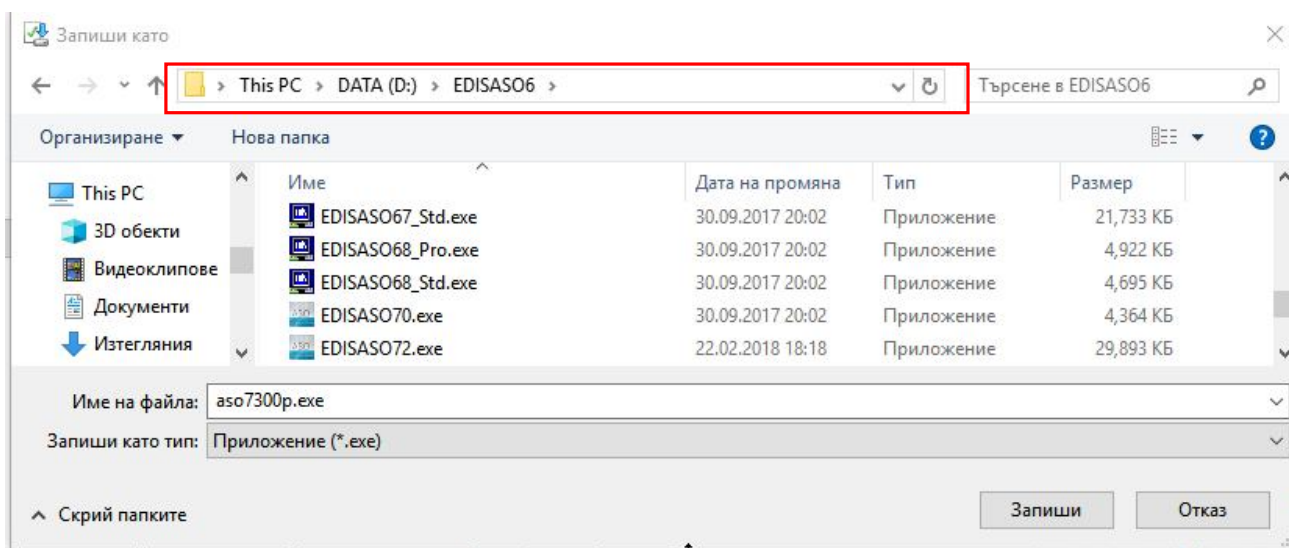 Запиши като
This PC > DATA (D:) > EDISASO6 >
Търсене в EDISASO6
Организиране
Нова папка
This PC
3D обекти
Видеоклипове
Документи
Изтегляния
Име Дата на промяна Тип Размер
EDISASO67_Std.exe 30.09.2017 20:02 Приложение 21,733 КБ
EDISASO68_Pro.exe 30.09.2017 20:02 Приложение 4,922 КБ
EDISASO68_Std.exe 30.09.2017 20:02 Приложение 4,695 КБ
EDISASO70.exe 30.09.2017 20:02 Приложение 4,364 КБ
EDISASO72.exe 22.02.2018 18:18 Приложение 29,893 КБ
Име на файла: aso7300p.exe
Запиши като тип: Приложение (*.exe)
Скрий папките
Запиши
Отказ